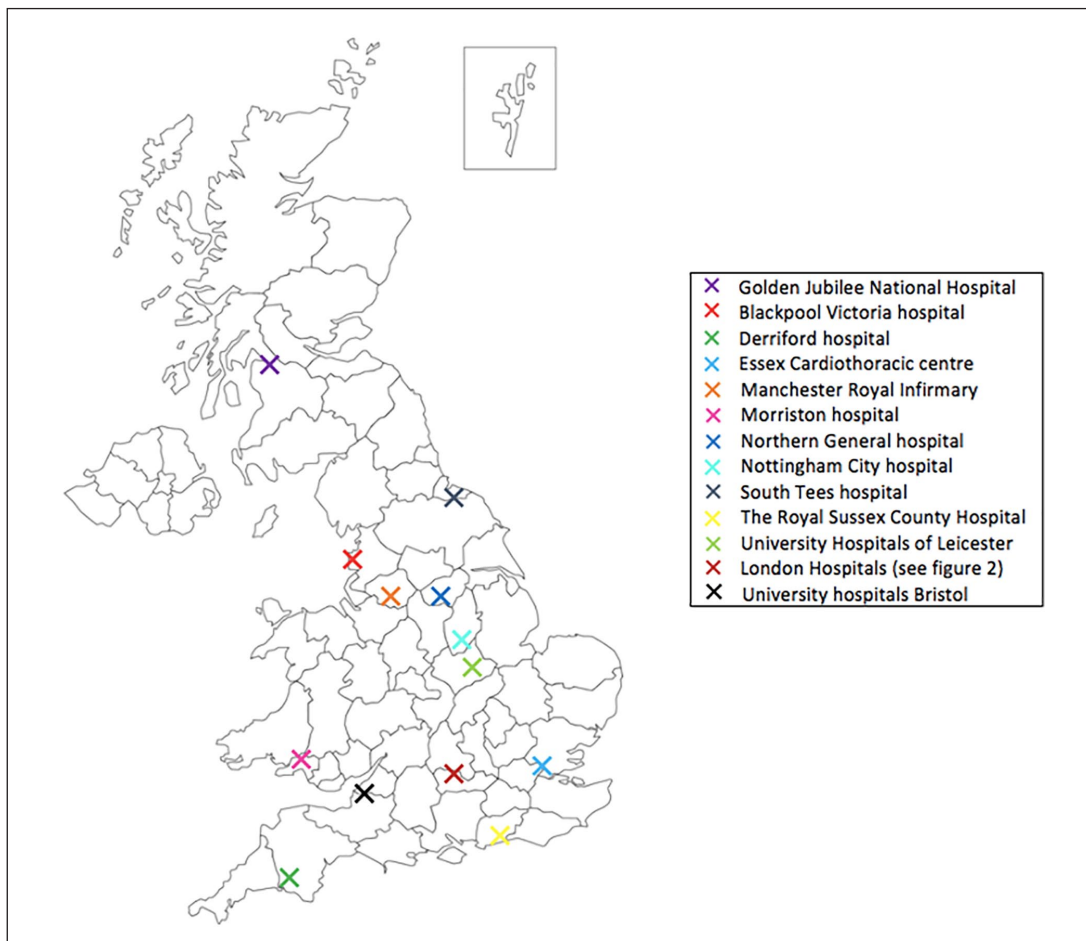 Golden Jubilee National Hospital
Blackpool Victoria hospital
Derriford hospital
Essex Cardiothoracic centre
Manchester Royal Infirmary
Morriston hospital
Northern General hospital
Nottingham City hospital
South Tees hospital
The Royal Sussex County Hospital
University Hospitals of Leicester
London Hospitals (see figure 2)
University hospitals Bristol